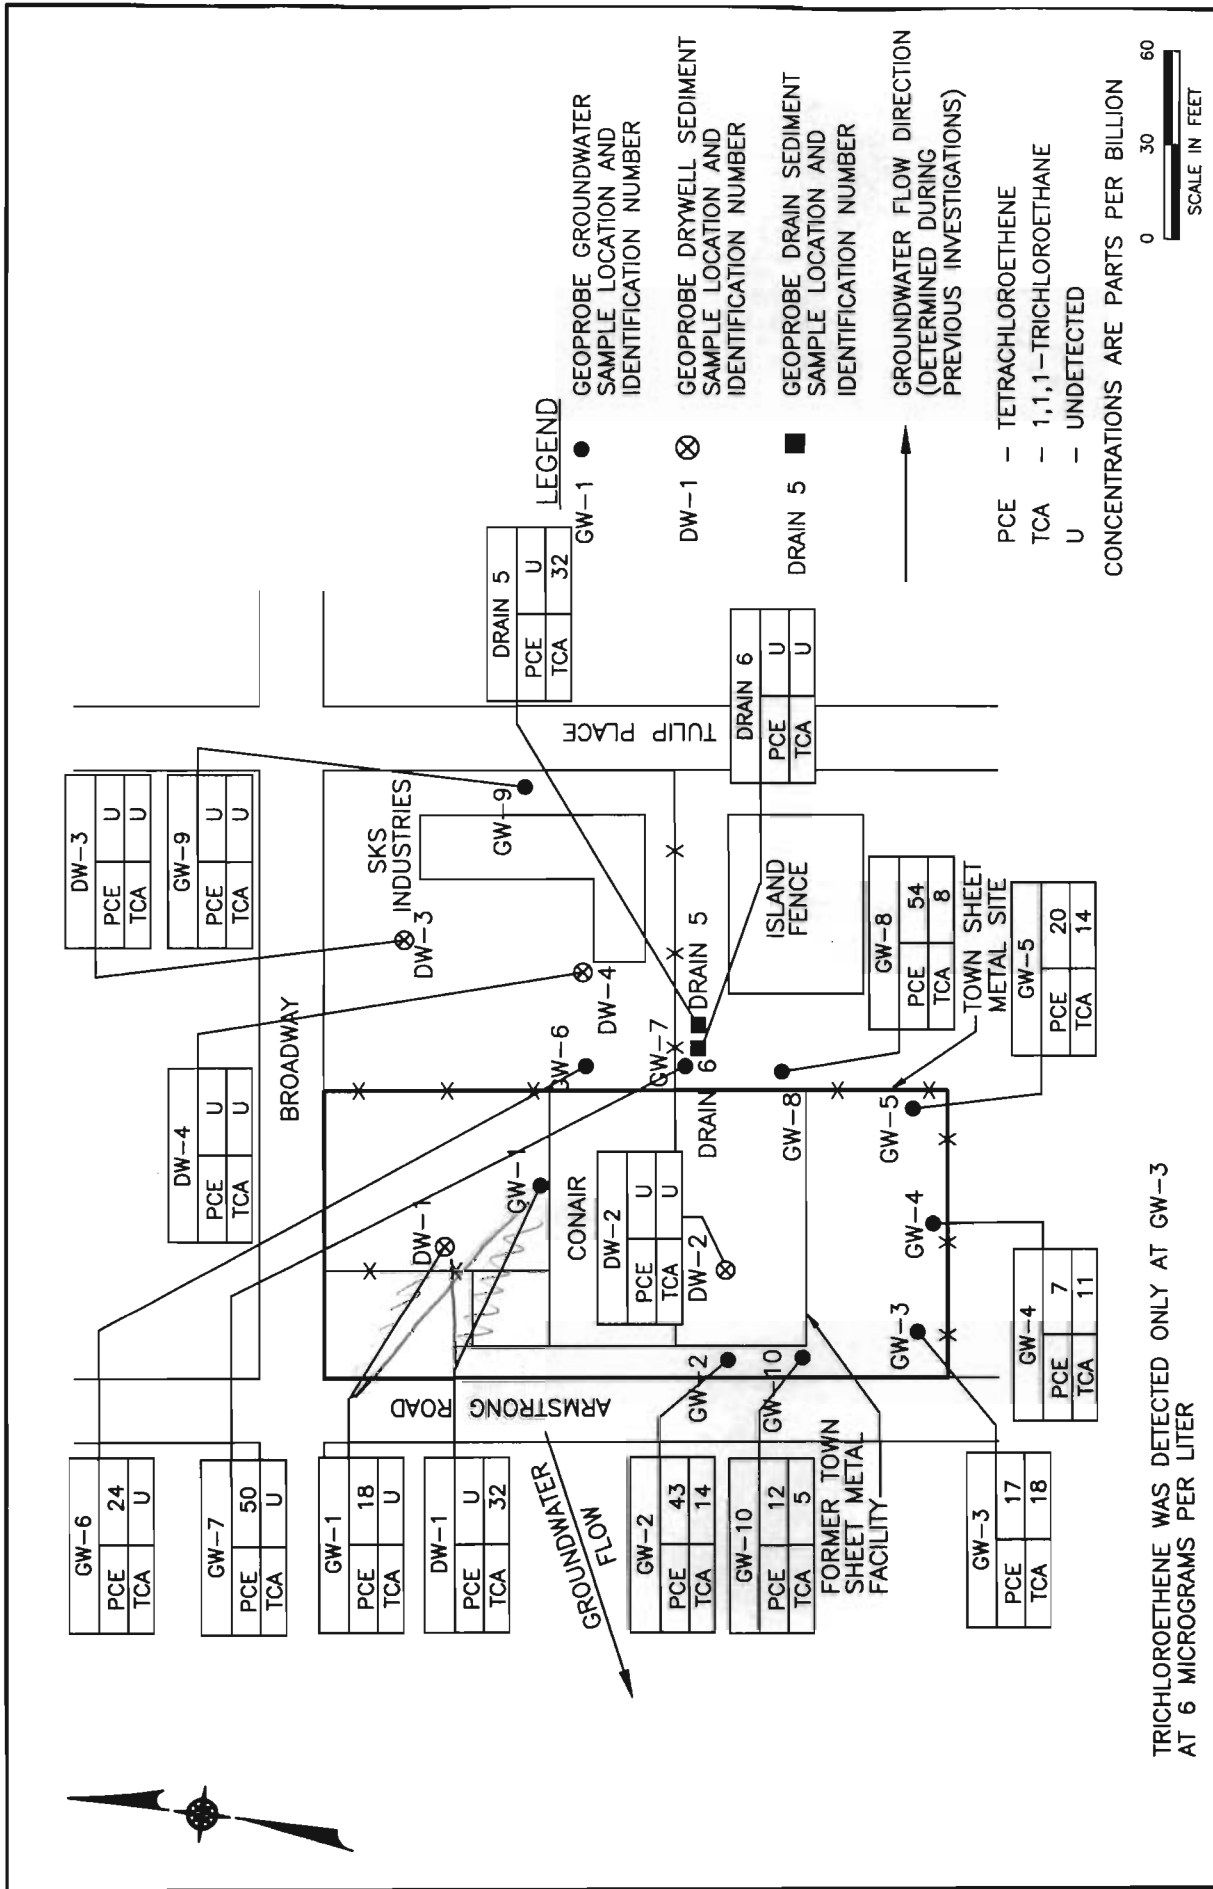 DW-3
PCE U
TCA U
GW-9
PCE U
TCA U
DW-4
PCE U
TCA U
BROADWAY
SKS
INDUSTRIES
DW-3
GW-9
DW-4
GW-6
PCE 24
TCA U
GW-7
PCE 50
TCA U
GW-1
PCE 18
TCA U
DW-1
PCE U
TCA 32
GROUNDWATER
FLOW
ARMSTRONG ROAD
TULIP PLACE
DW-1
GW-
GW-6
GW-7
CONAIR
DW-2
PCE U
TCA U
DW-2
DRAIN 5
DRAIN 6
ISLAND
FENCE
DRAIN 5
PCE U
TCA 32
DRAIN 6
PCE U
TCA U
GW-2
GW-10
GW-8
GW-3
GW-4
GW-5
GW-2
PCE 43
TCA 14
GW-10
PCE 12
TCA 5
FORMER TOWN
SHEET METAL
FACILITY
GW-3
PCE 17
TCA 18
GW-4
PCE 7
TCA 11
GW-8
PCE 54
TCA 8
TOWN SHEET
METAL SITE
GW-5
PCE 20
TCA 14
LEGEND
GW-1 GEOPROBE GROUNDWATER
SAMPLE LOCATION AND
IDENTIFICATION NUMBER
DW-1 GEOPROBE DRYWELL SEDIMENT
SAMPLE LOCATION AND
IDENTIFICATION NUMBER
DRAIN 5 GEOPROBE DRAIN SEDIMENT
SAMPLE LOCATION AND
IDENTIFICATION NUMBER
GROUNDWATER FLOW DIRECTION
(DETERMINED DURING
PREVIOUS INVESTIGATIONS)
PCE - TETRACHLOROETHENE
TCA - 1,1,1-TRICHLOROETHANE
U - UNDETECTED
CONCENTRATIONS ARE PARTS PER BILLION
0 30 60
SCALE IN FEET
TRICHLOROETHENE WAS DETECTED ONLY AT GW-3
AT 6 MICROGRAMS PER LITER